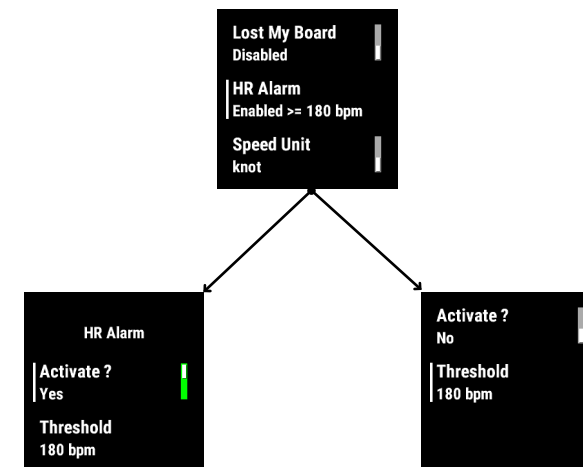 Lost My Board
Disabled
HR Alarm
Enabled >= 180 bpm
Speed Unit
knot
HR Alarm
Activate ?
Yes
Threshold
180 bpm
Activate ?
No
Threshold
180 bpm